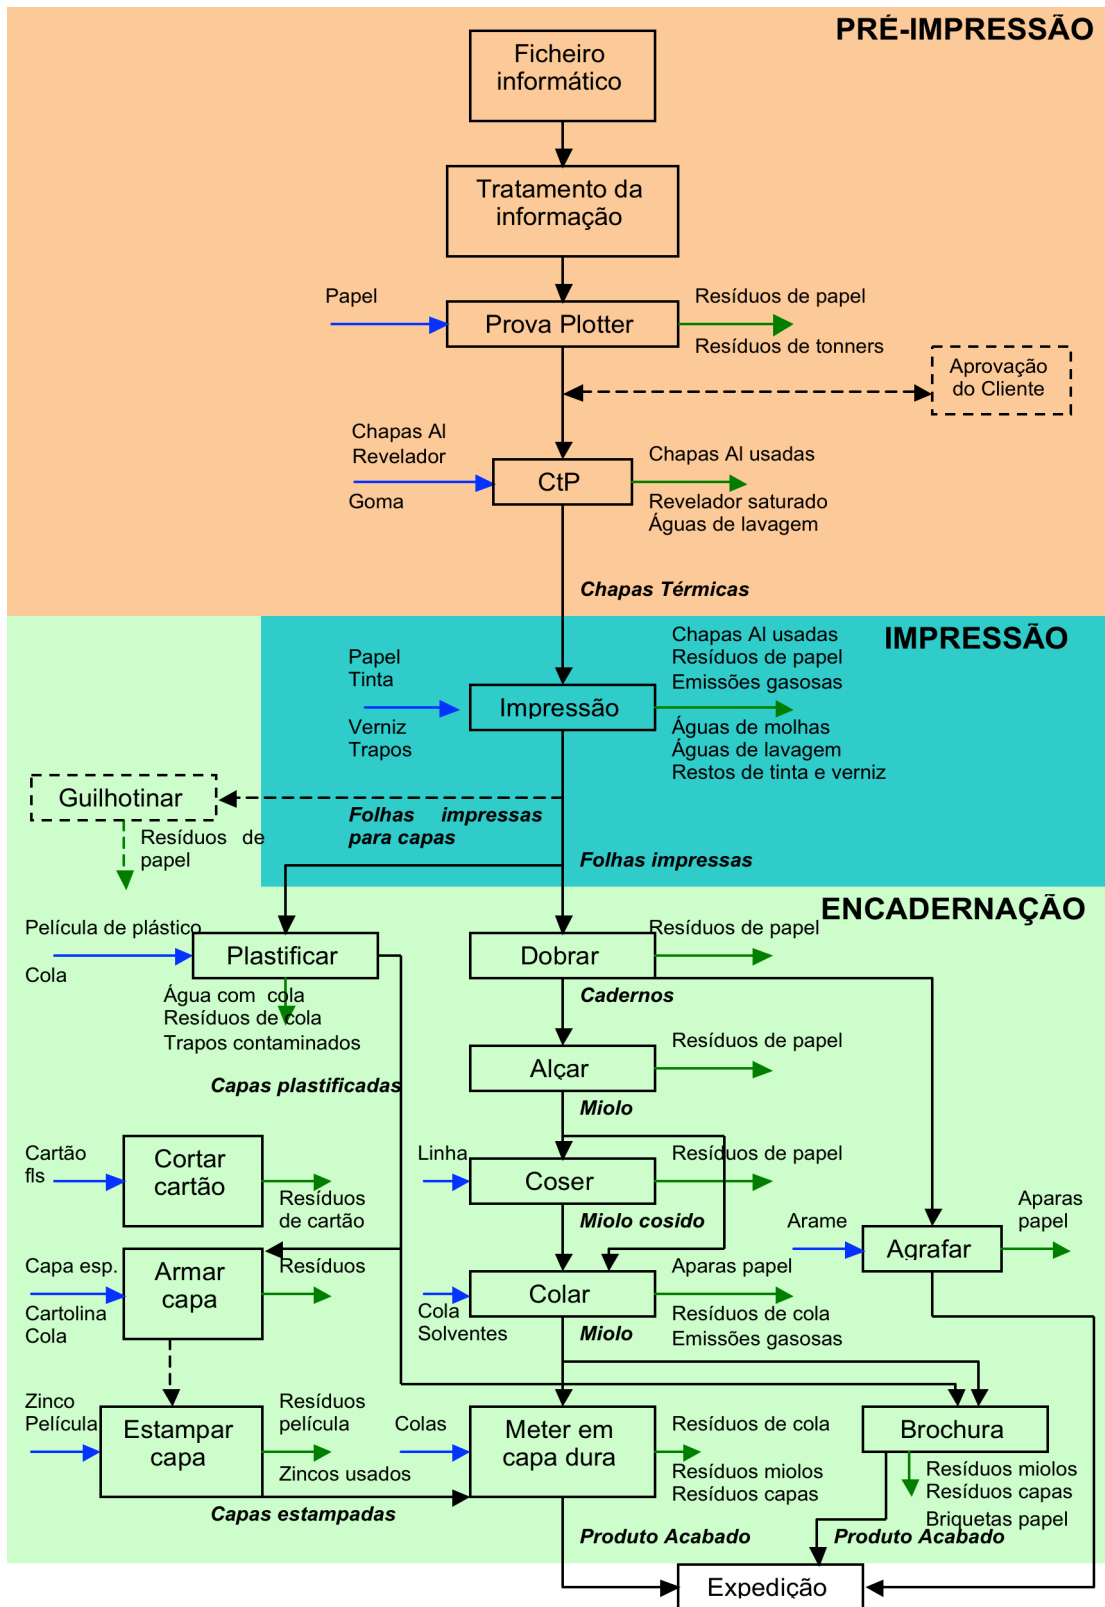 PRÉ-IMPRESSÃO
Ficheiro
informático
Tratamento da
informação
Papel
Prova Plotter
Resíduos de papel
Resíduos de tonners
Aprovação
do Cliente
Chapas Al
Revelador
Goma
CtP
Chapas Al usadas
Revelador saturado
Águas de lavagem
Chapas Térmicas
IMPRESSÃO
Papel
Tinta
Verniz
Trapos
Impressão
Chapas Al usadas
Resíduos de papel
Emissões gasosas
Águas de molhas
Águas de lavagem
Restos de tinta e verniz
Guilhotinar
Resíduos de
papel
Folhas impressas
para capas
Folhas impressas
ENCADERNAÇÃO
Película de plástico
Cola
Plastificar
Água com cola
Resíduos de cola
Trapos contaminados
Capas plastificadas
Dobrar
Resíduos de papel
Cadernos
Alçar
Resíduos de papel
Miolo
Cartão
fls
Cortar
cartão
Resíduos
de cartão
Linha
Coser
Resíduos de papel
Miolo cosido
Arame
Agrafar
Aparas
papel
Capa esp.
Cartolina
Cola
Armar
capa
Resíduos
Cola
Solventes
Colar
Aparas papel
Resíduos de cola
Emissões gasosas
Miolo
Zinco
Película
Estampar
capa
Resíduos
película
Zincos usados
Capas estampadas
Colas
Meter em
capa dura
Resíduos de cola
Resíduos miolos
Resíduos capas
Brochura
Resíduos miolos
Resíduos capas
Briquetas papel
Produto Acabado
Produto Acabado
Expedição